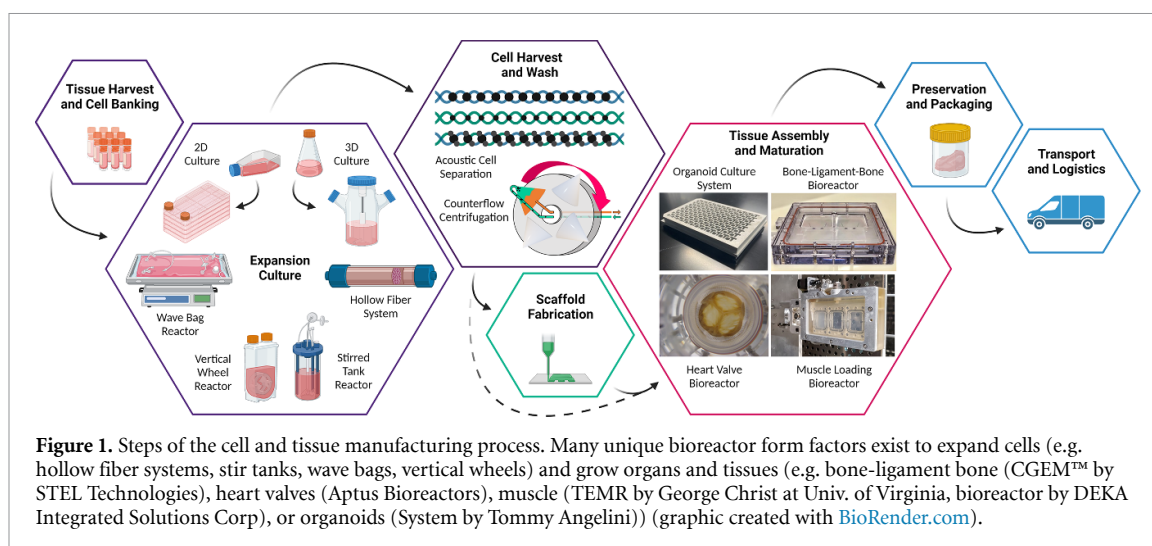 Tissue Harvest
and Cell Banking
2D
Culture
3D
Culture
Expansion
Culture
Wave Bag
Reactor
Hollow Fiber
System
Vertical
Wheel
Reactor
Stirred
Tank
Reactor
Cell Harvest
and Wash
Acoustic Cell
Separation
Counterflow
Centrifugation
Scaffold
Fabrication
Tissue Assembly
and Maturation
Organoid Culture
System
Bone-Ligament-Bone
Bioreactor
Heart Valve
Bioreactor
Muscle Loading
Bioreactor
Preservation
and Packaging
Transport
and Logistics
Figure 1. Steps of the cell and tissue manufacturing process. Many unique bioreactor form factors exist to expand cells (e.g.
hollow fiber systems, stir tanks, wave bags, vertical wheels) and grow organs and tissues (e.g. bone-ligament bone (CGEM™ by
STEL Technologies), heart valves (Aptus Bioreactors), muscle (TEMR by George Christ at Univ. of Virginia, bioreactor by DEKA
Integrated Solutions Corp), or organoids (System by Tommy Angelini)) (graphic created with BioRender.com).